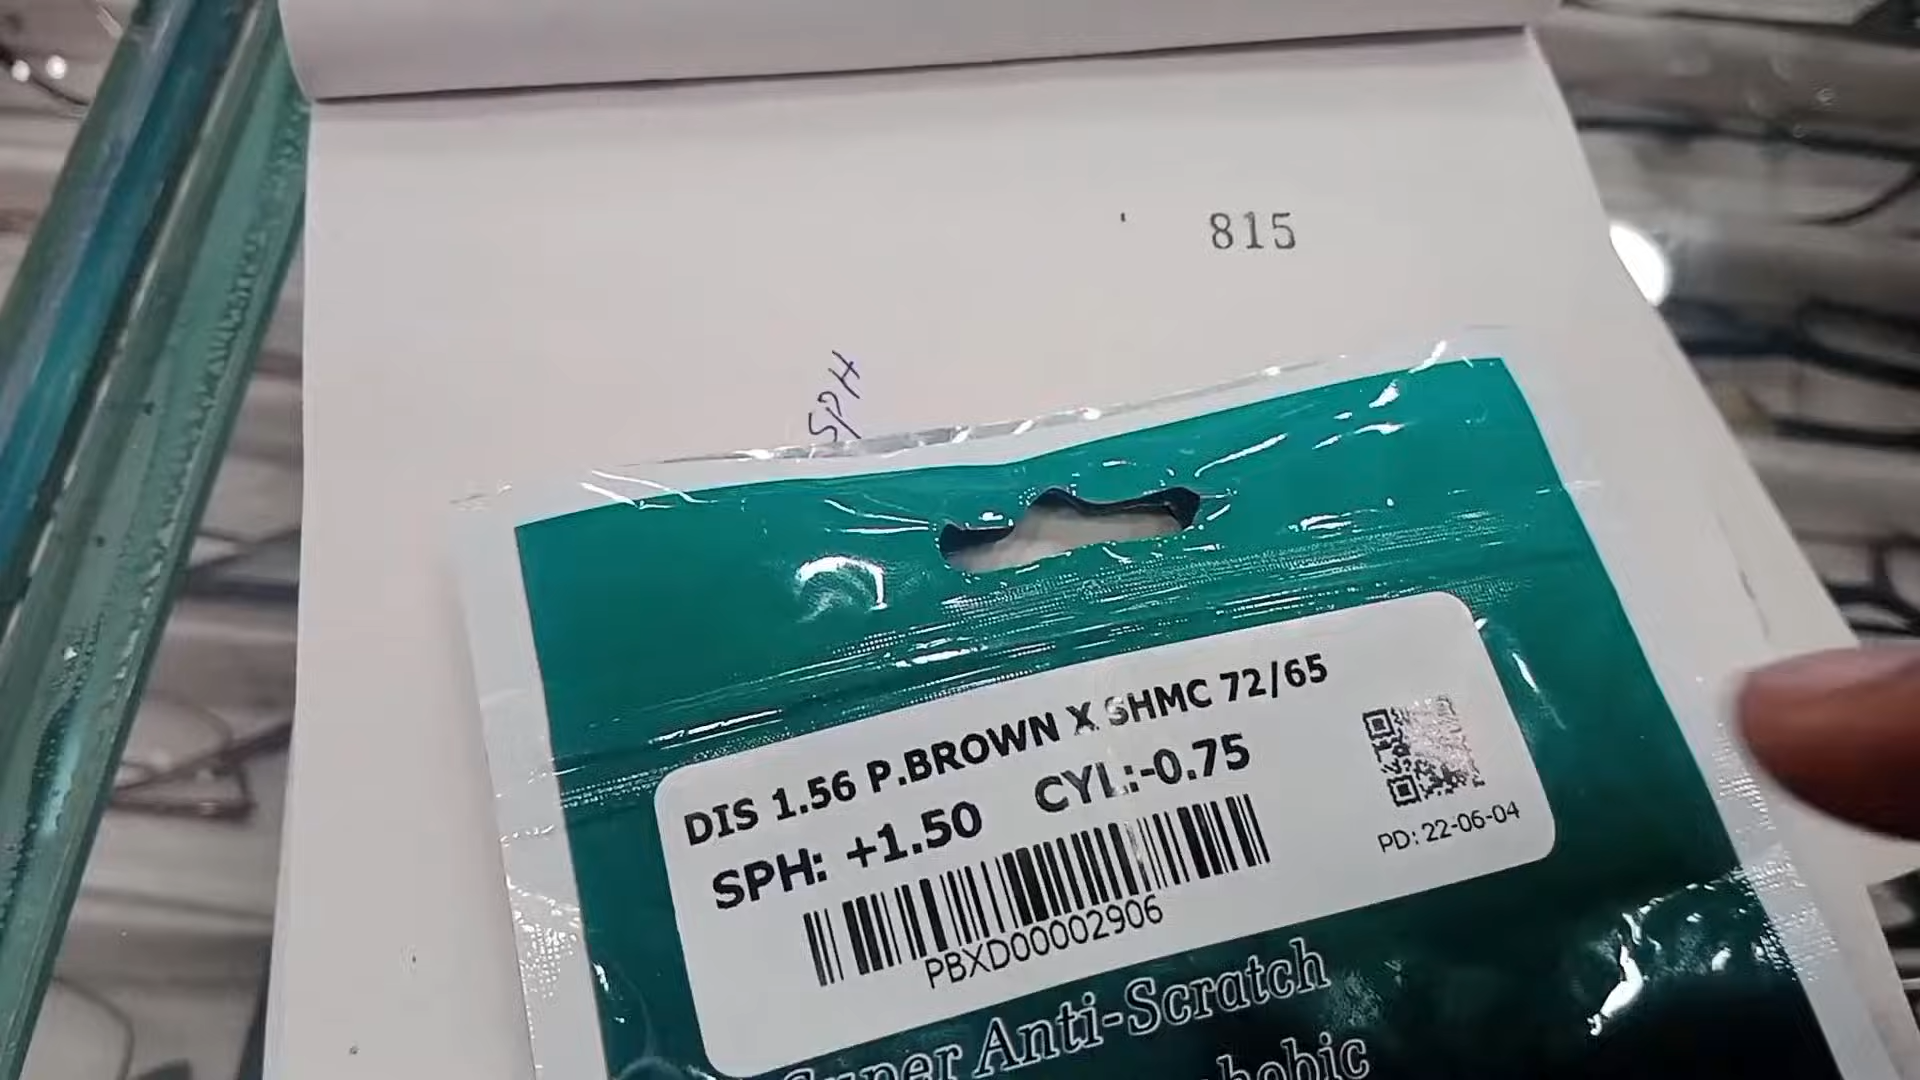 815
SPH
DIS 1.56 P.BROWN X SHMC 72/65
SPH: +1.50 CYL:-0.75
PBXD00002906
PD: 22-06-04
Super Anti-Scratch